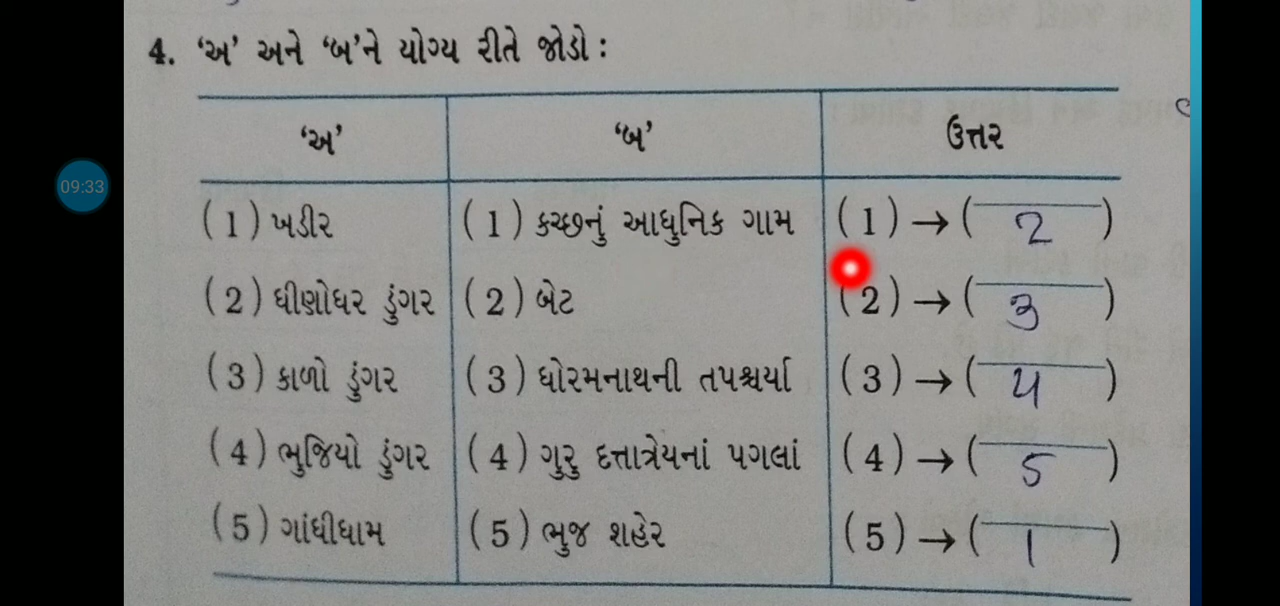 4. ‘અ’ અને ‘બ’ને યોગ્ય રીતે જોડો :
‘અ’ ‘બ’ ઉત્તર
09:33
(1) ખડીર (1) કચ્છનું આધુનિક ગામ (1) → ( 2 )
(2) ધીણોધર ડુંગર (2) બેટ (2) → ( 3 )
(3) કાળો ડુંગર (3) ધોરમનાથની તપશ્ચર્યા (3) → ( 4 )
(4) ભુજિયો ડુંગર (4) ગુરુ દત્તાત્રેયનાં પગલાં (4) → ( 5 )
(5) ગાંધીધામ (5) ભુજ શહેર (5) → ( 1 )